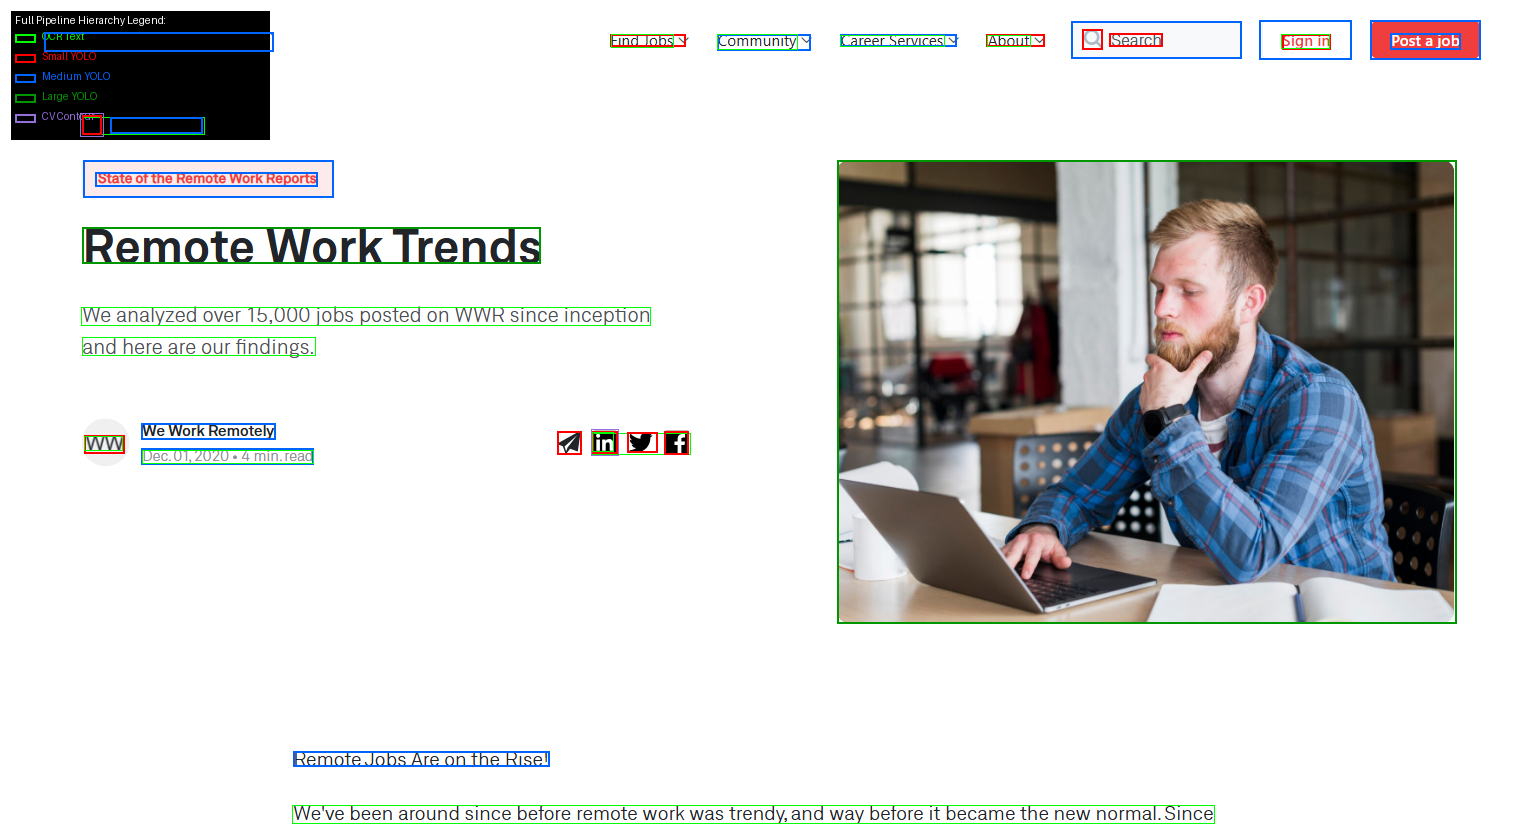 Full Pipeline Hierarchy Legend:
OCR Text
Small YOLO
Medium YOLO
Large YOLO
CV Contour
Find Jobs
Community
Career Services
About
Search
Sign in
Post a job
State of the Remote Work Reports
Remote Work Trends
We analyzed over 15,000 jobs posted on WWR since inception
and here are our findings.
WW
We Work Remotely
Dec. 01, 2020 • 4 min. read
Remote Jobs Are on the Rise!
We've been around since before remote work was trendy, and way before it became the new normal. Since